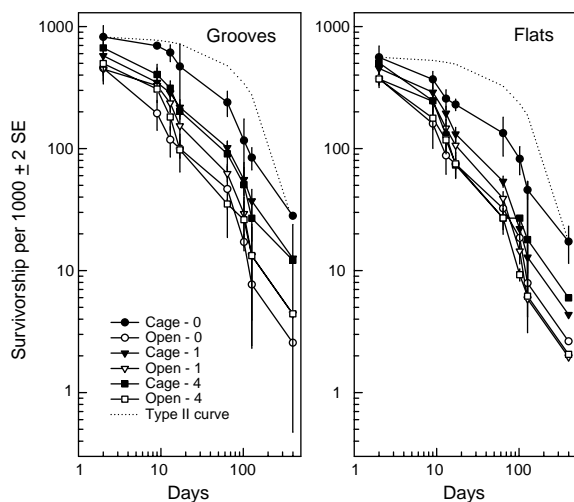 Grooves
Flats
Survivorship per 1000 ± 2 SE
1000
100
10
1
1000
100
10
1
Cage - 0
Open - 0
Cage - 1
Open - 1
Cage - 4
Open - 4
Type II curve
1 10 100
1 10 100
Days
Days